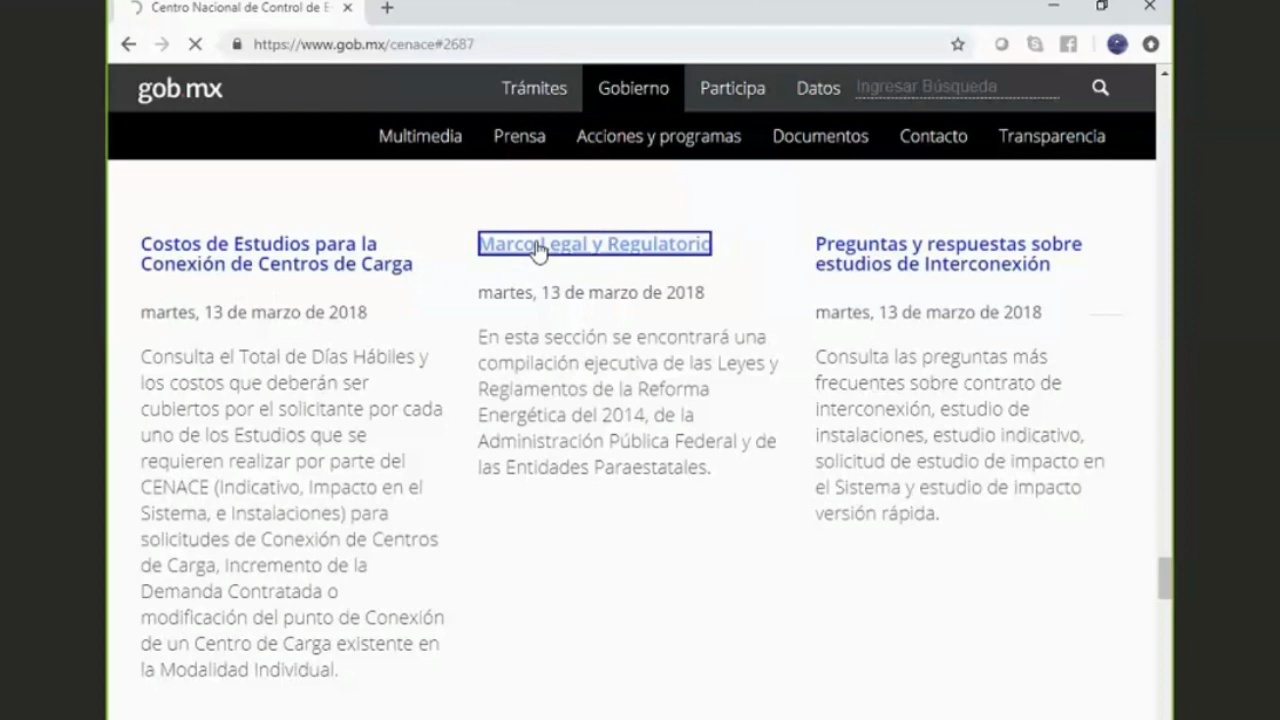 Centro Nacional de Control de E
https://www.gob.mx/cenace#2687
gob.mx
Trámites
Gobierno
Participa
Datos
Ingresar Búsqueda
Multimedia
Prensa
Acciones y programas
Documentos
Contacto
Transparencia
Costos de Estudios para la
Conexión de Centros de Carga
martes, 13 de marzo de 2018
Consulta el Total de Días Hábiles y
los costos que deberán ser
cubiertos por el solicitante por cada
uno de los Estudios que se
requieren realizar por parte del
CENACE (Indicativo, Impacto en el
Sistema, e Instalaciones) para
solicitudes de Conexión de Centros
de Carga, Incremento de la
Demanda Contratada o
modificación del punto de Conexión
de un Centro de Carga existente en
la Modalidad Individual.
Marco Legal y Regulatorio
martes, 13 de marzo de 2018
En esta sección se encontrará una
compilación ejecutiva de las Leyes y
Reglamentos de la Reforma
Energética del 2014, de la
Administración Pública Federal y de
las Entidades Paraestatales.
Preguntas y respuestas sobre
estudios de Interconexión
martes, 13 de marzo de 2018
Consulta las preguntas más
frecuentes sobre contrato de
interconexión, estudio de
instalaciones, estudio indicativo,
solicitud de estudio de impacto en
el Sistema y estudio de impacto
versión rápida.